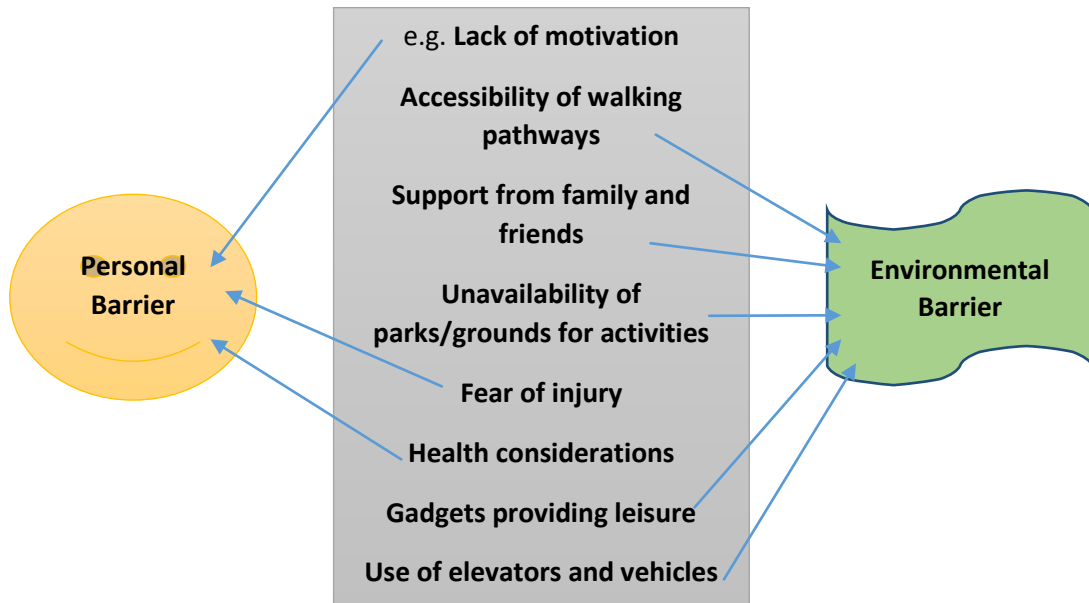 e.g. Lack of motivation
Accessibility of walking
pathways
Support from family and
friends
Unavailability of
parks/grounds for activities
Fear of injury
Health considerations
Gadgets providing leisure
Use of elevators and vehicles
Personal
Barrier
Environmental
Barrier